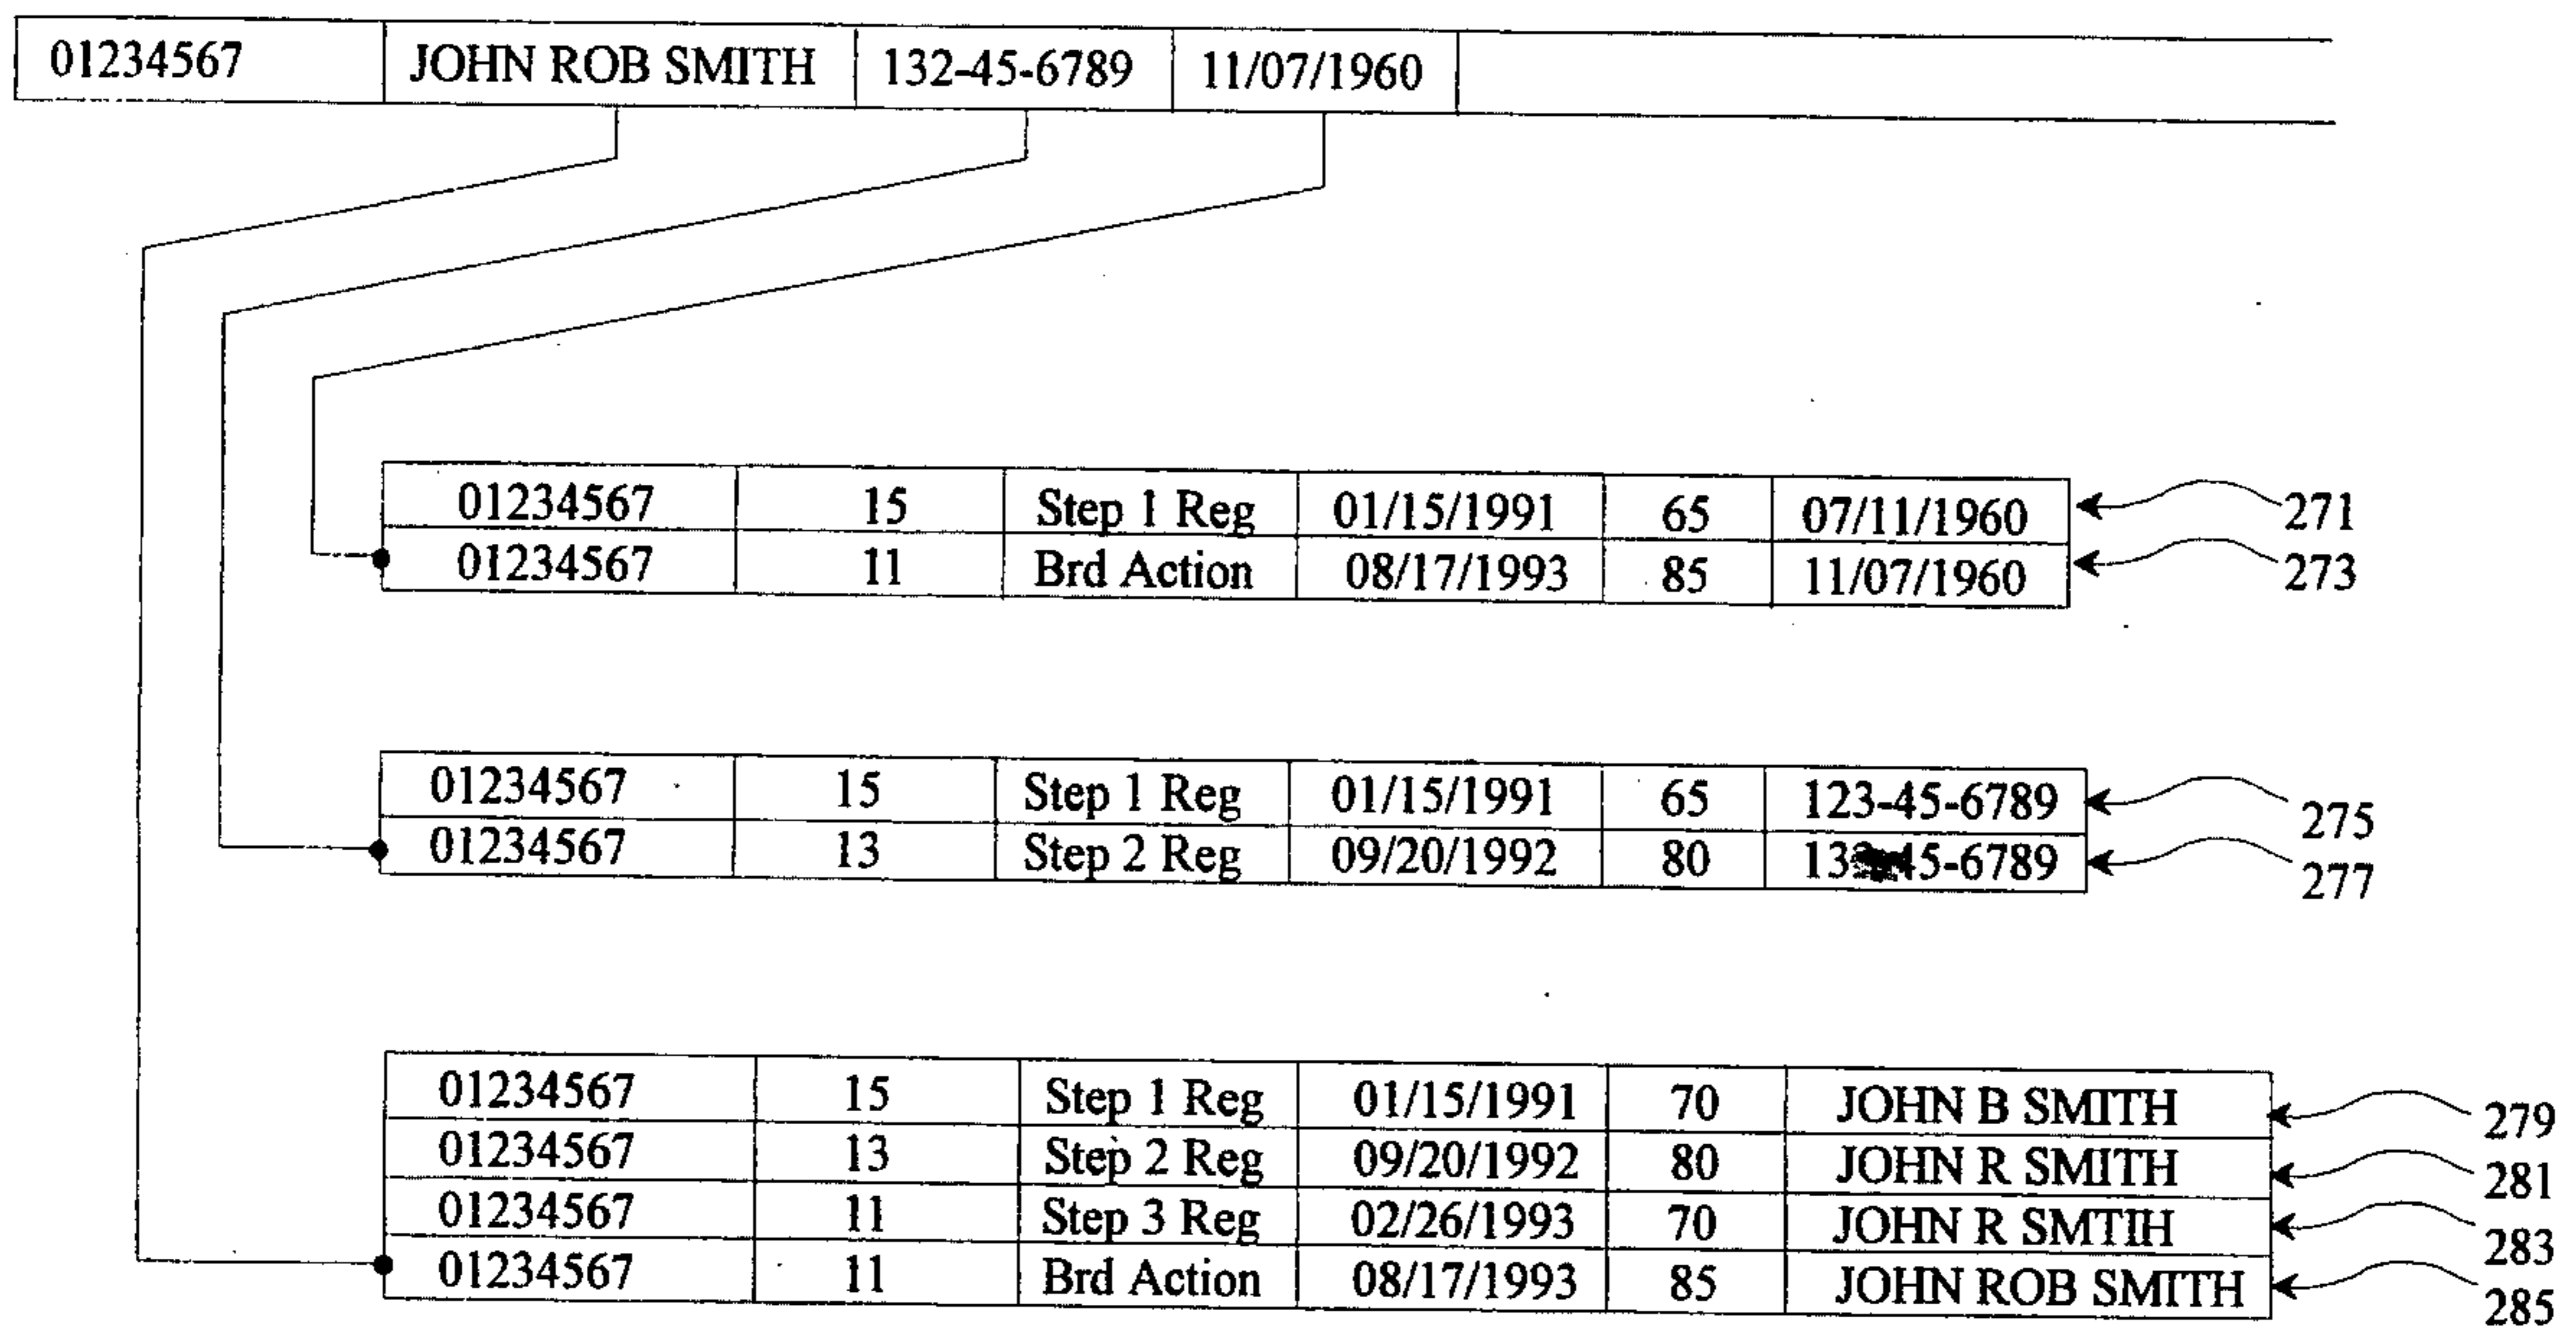 01234567 JOHN ROB SMITH 132-45-6789 11/07/1960
01234567 15 Step 1 Reg 01/15/1991 65 07/11/1960 271
01234567 11 Brd Action 08/17/1993 85 11/07/1960 273
01234567 15 Step 1 Reg 01/15/1991 65 123-45-6789 275
01234567 13 Step 2 Reg 09/20/1992 80 277
01234567 15 Step 1 Reg 01/15/1991 70 JOHN B SMITH 279
01234567 13 Step 2 Reg 09/20/1992 80 JOHN R SMITH 281
01234567 11 Step 3 Reg 02/26/1993 70 JOHN R SMTIH 283
01234567 11 Brd Action 08/17/1993 85 JOHN ROB SMITH 285